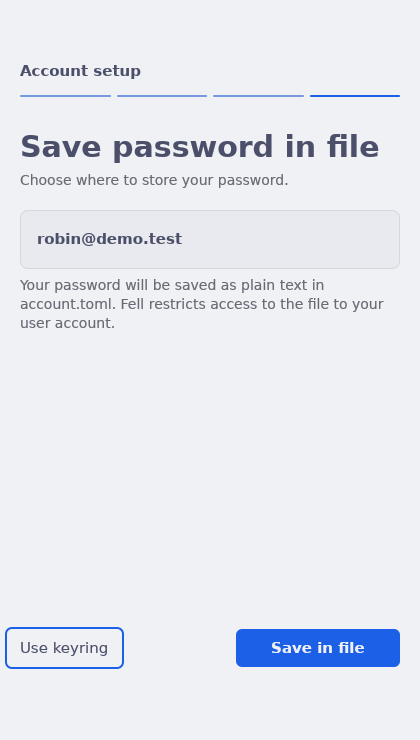 Account setup
Save password in file
Choose where to store your password.
robin@demo.test
Your password will be saved as plain text in
account.toml. Fell restricts access to the file to your
user account.
Use keyring
Save in file